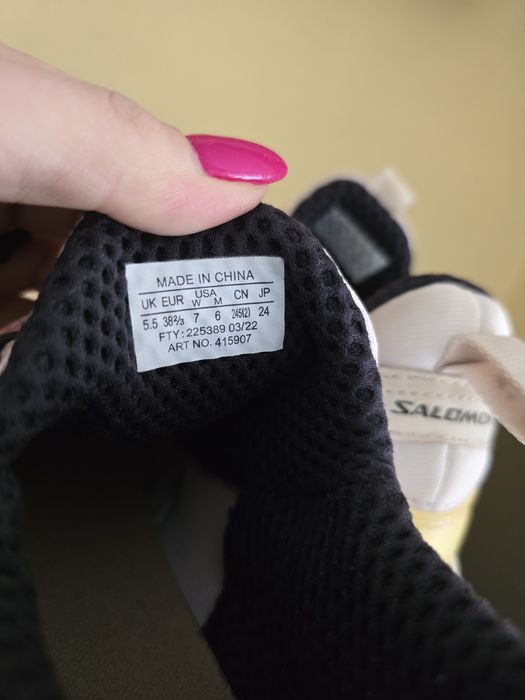 MADE IN CHINA
UK EUR USA W M CN JP
5.5 38⅔ 7 6 245(2) 24
FTY: 225389 03/22
ART NO. 415907
SALOMON